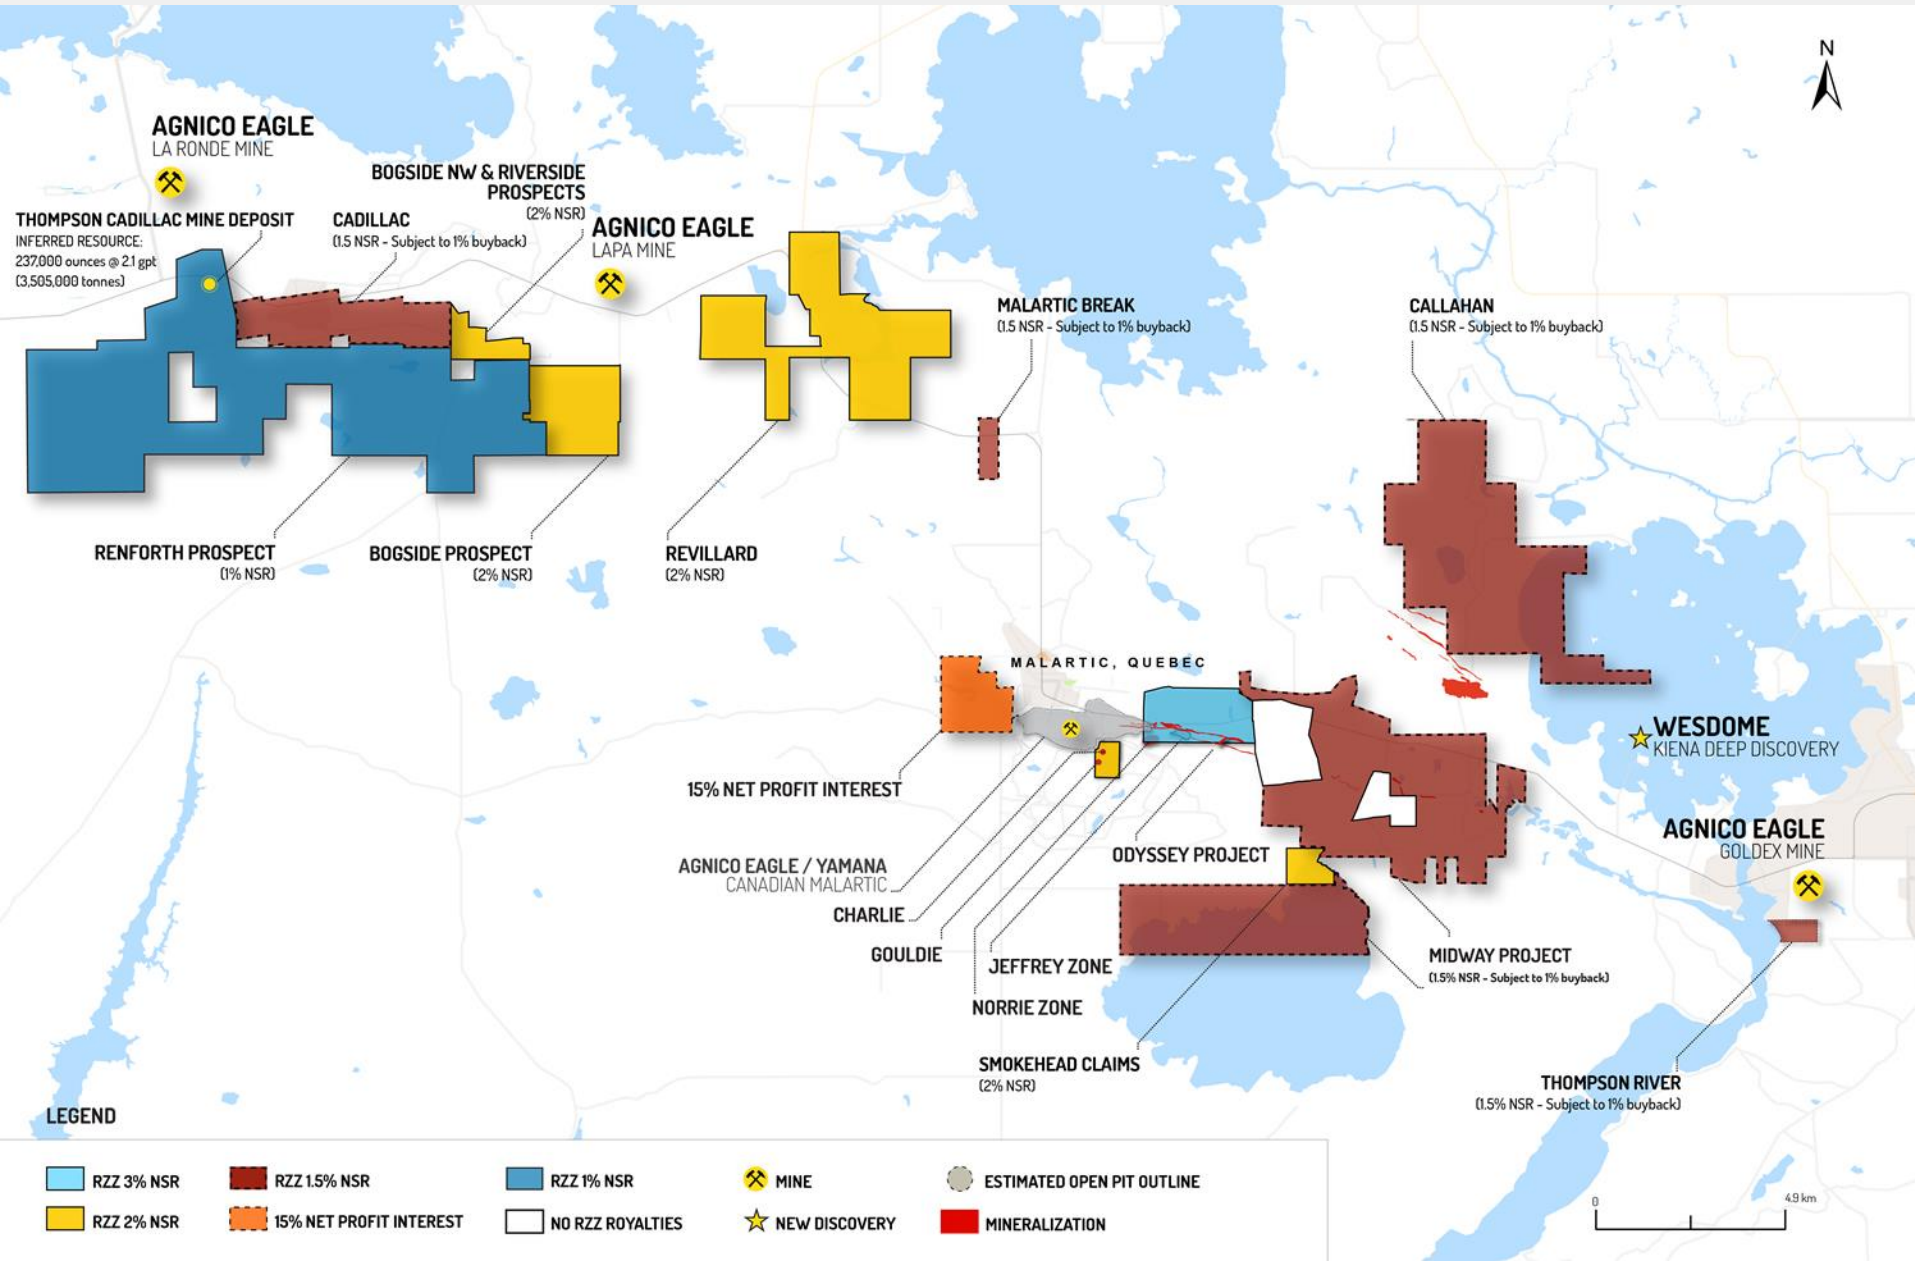 N
AGNICO EAGLE
LA RONDE MINE
BOGSIDE NW & RIVERSIDE
PROSPECTS
(2% NSR)
THOMPSON CADILLAC MINE DEPOSIT
INFERRED RESOURCE:
237,000 ounces @ 2.1 gpt
(3,505,000 tonnes)
CADILLAC
(1.5 NSR - Subject to 1% buyback)
AGNICO EAGLE
LAPA MINE
MALARTIC BREAK
(1.5 NSR - Subject to 1% buyback)
CALLAHAN
(1.5 NSR - Subject to 1% buyback)
RENFORTH PROSPECT
(1% NSR)
BOGSIDE PROSPECT
(2% NSR)
REVILLARD
(2% NSR)
MALARTIC, QUEBEC
WESDOME
KIENA DEEP DISCOVERY
15% NET PROFIT INTEREST
AGNICO EAGLE / YAMANA
CANADIAN MALARTIC
ODYSSEY PROJECT
AGNICO EAGLE
GOLDEX MINE
CHARLIE
GOULDIE
JEFFREY ZONE
NORRIE ZONE
MIDWAY PROJECT
(1.5% NSR - Subject to 1% buyback)
SMOKEHEAD CLAIMS
(2% NSR)
THOMPSON RIVER
(1.5% NSR - Subject to 1% buyback)
LEGEND
RZZ 3% NSR
RZZ 1.5% NSR
RZZ 1% NSR
MINE
ESTIMATED OPEN PIT OUTLINE
RZZ 2% NSR
15% NET PROFIT INTEREST
NO RZZ ROYALTIES
NEW DISCOVERY
MINERALIZATION
0
4.9 km